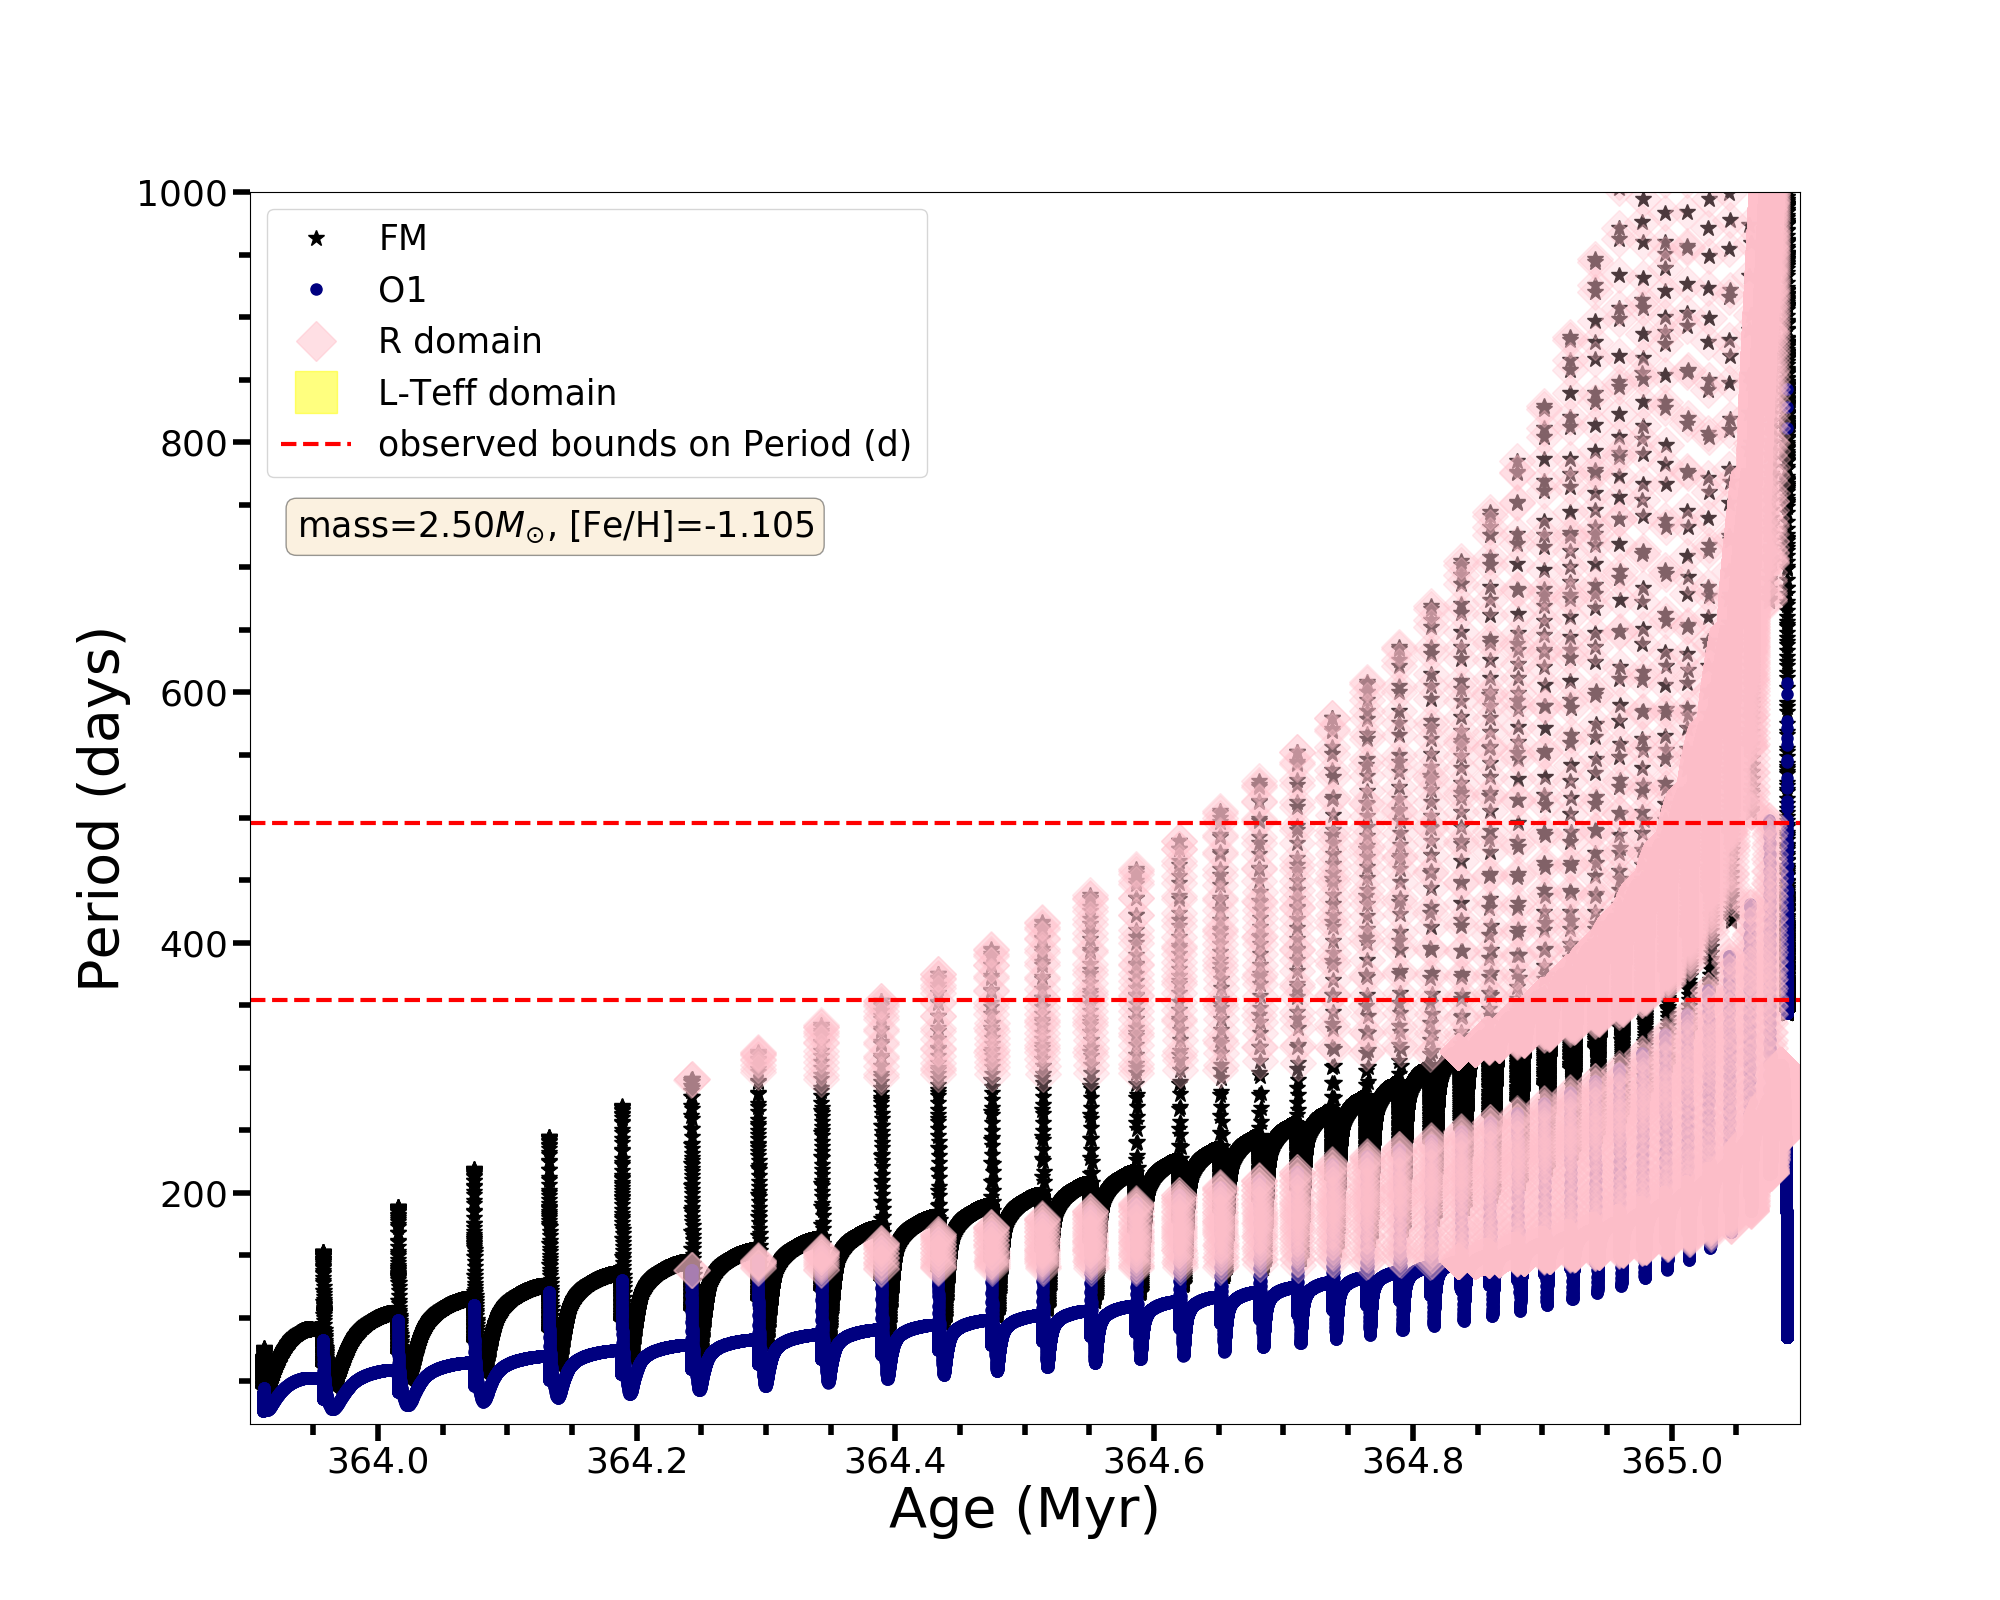 1000
800
600
400
200
Period (days)
FM
O1
R domain
L-Teff domain
observed bounds on Period (d)
mass=2.50M⊙, [Fe/H]=-1.105
364.0 364.2 364.4 364.6 364.8 365.0
Age (Myr)